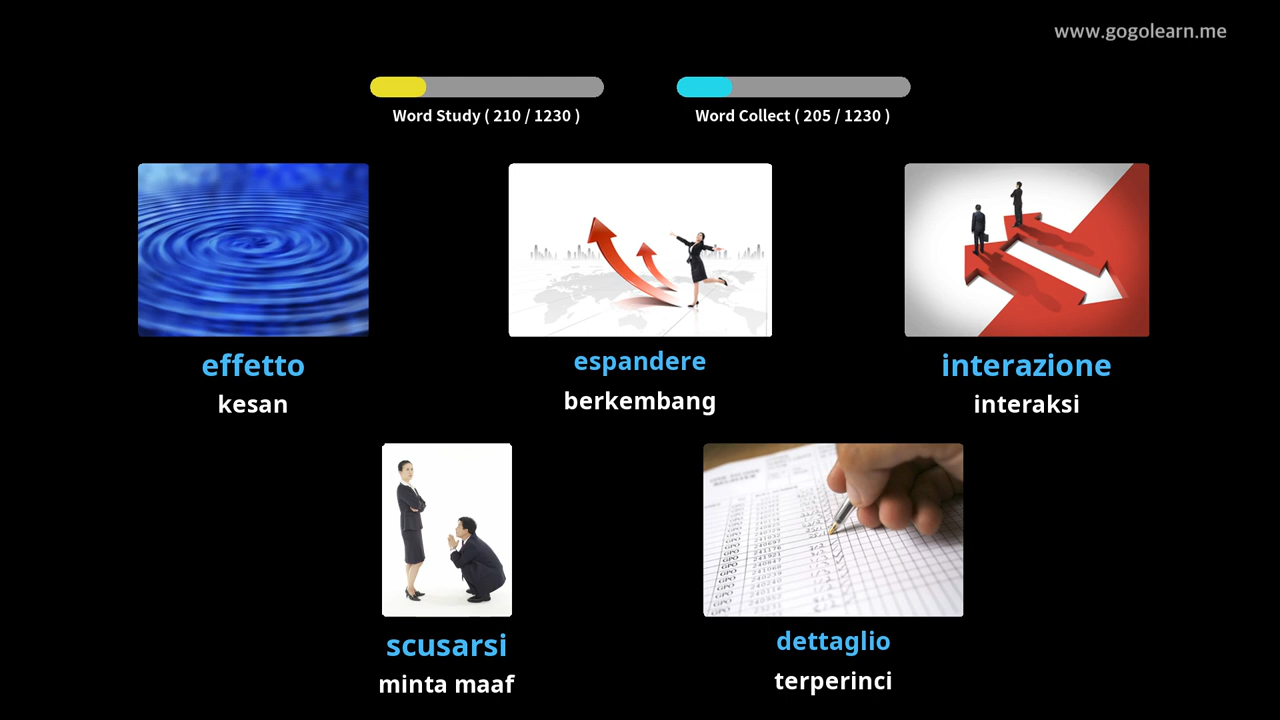 www.gogolearn.me
Word Study ( 210 / 1230 )
Word Collect ( 205 / 1230 )
effetto
kesan
espandere
berkembang
interazione
interaksi
scusarsi
minta maaf
dettaglio
terperinci